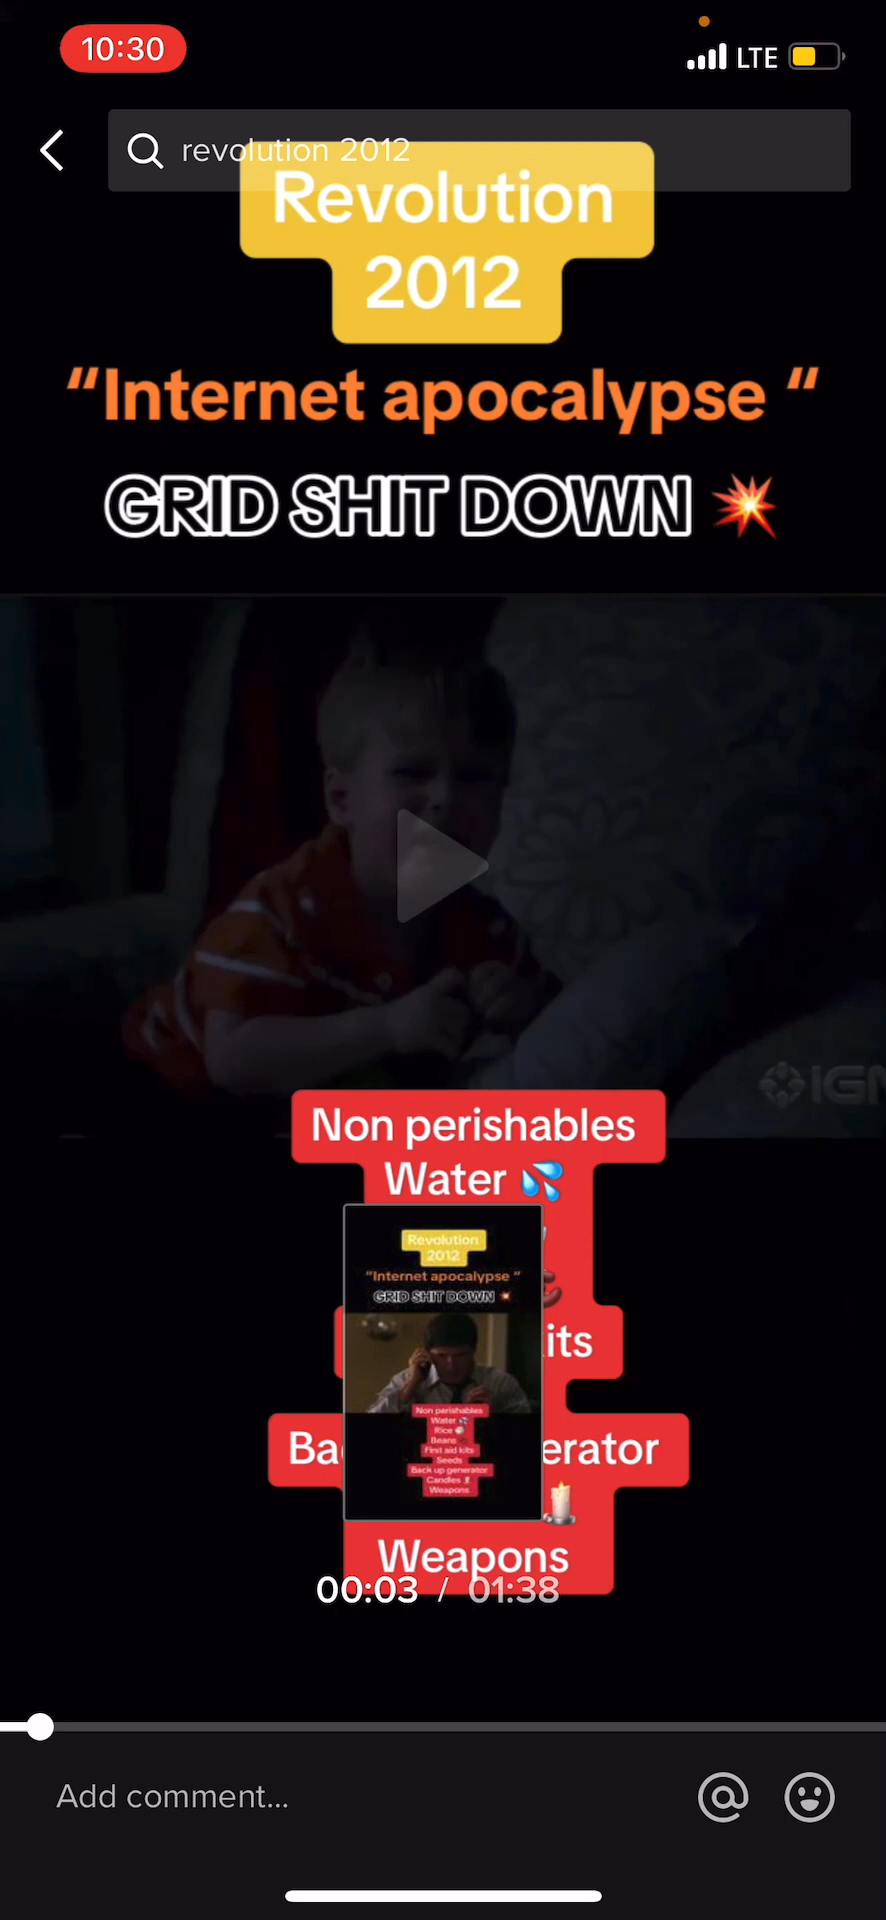 10:30
LTE
revolution 2012
Revolution
2012
“Internet apocalypse “
GRID SHIT DOWN 💥
IGN
Non perishables
Water 💦
its
Ba
erator
Weapons
Revolution
2012
"Internet apocalypse "
GRID SHIT DOWN 💥
Non perishables
Water 💦
Rice 🍚
Beans
First aid kits
Seeds
Back up generator
Candles 🕯
Weapons
00:03 / 01:38
Add comment...